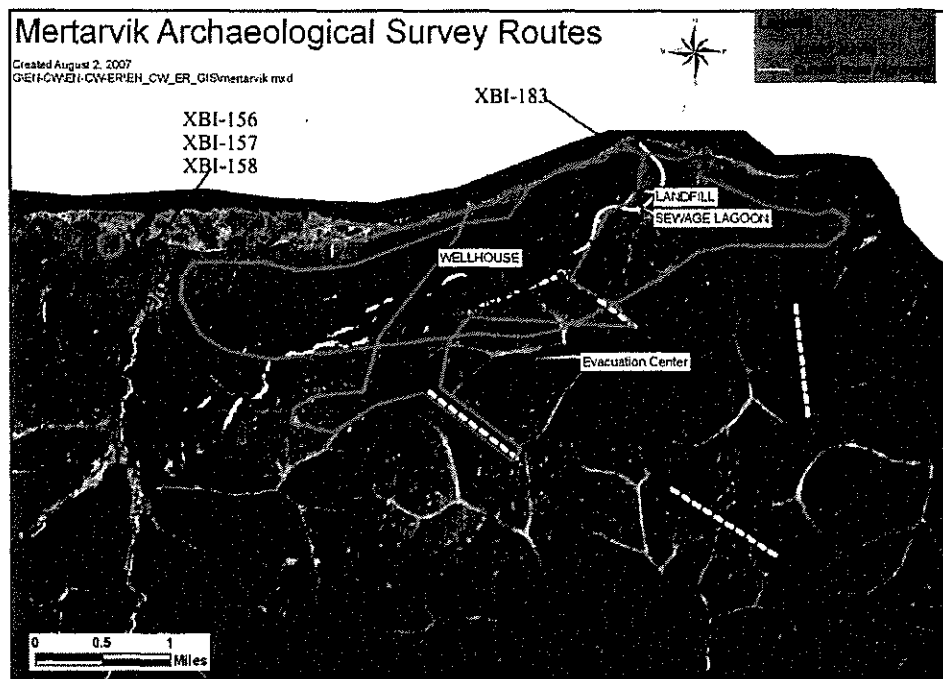 Mertarvik Archaeological Survey Routes
Created August 2, 2007
XBI-183
XBI-156
XBI-157
XBI-158
LANDFILL
SEWAGE LAGOON
WELLHOUSE
Evacuation Center
0 0.5 1
Miles